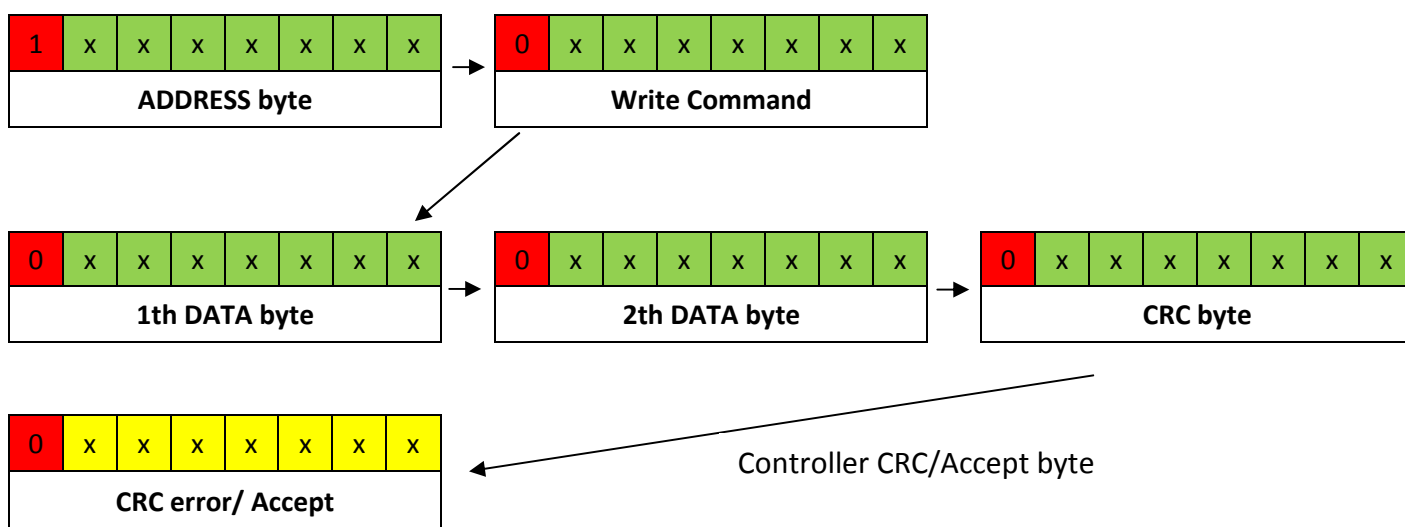 1 x x x x x x x
ADDRESS byte
0 x x x x x x x
Write Command
0 x x x x x x x
1th DATA byte
0 x x x x x x x
2th DATA byte
0 x x x x x x x
CRC byte
0 x x x x x x x
CRC error/ Accept
Controller CRC/Accept byte